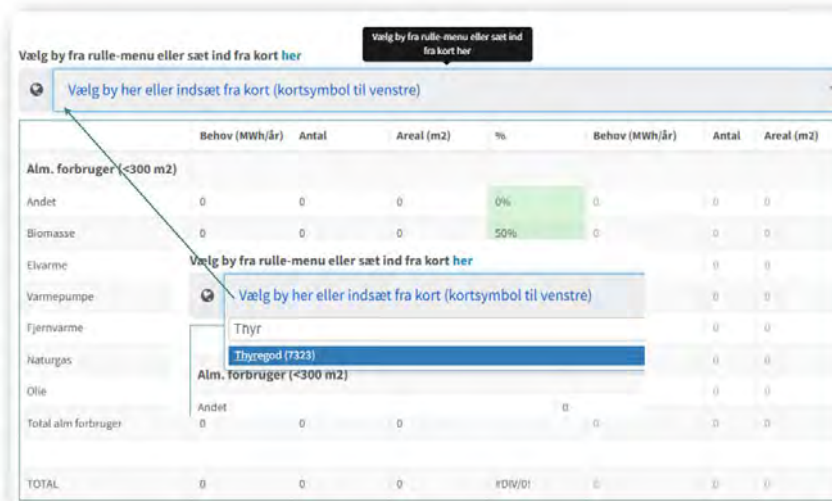 Vælg by fra rulle-menu eller sæt ind
fra kort her
Vælg by fra rulle-menu eller sæt ind fra kort her
Vælg by her eller indsæt fra kort (kortsymbol til venstre)
Behov (MWh/år) Antal Areal (m2) % Behov (MWh/år) Antal Areal (m2)
Alm. forbruger (<300 m2)
Andet 0 0 0 0% 0 0 0
Biomasse 0 0 0 50% 0 0 0
Elvarme 0 0
Varmepumpe 0 0
Fjernvarme 0 0
Naturgas 0 0
Olie 0 0
Total alm forbruger 0 0 0 0 0 0
TOTAL 0 0 0 #DIV/0! 0 0 0
Vælg by fra rulle-menu eller sæt ind fra kort her
Vælg by her eller indsæt fra kort (kortsymbol til venstre)
Thyr
Thyregod (7323)
Alm. forbruger (<300 m2)
Andet 0